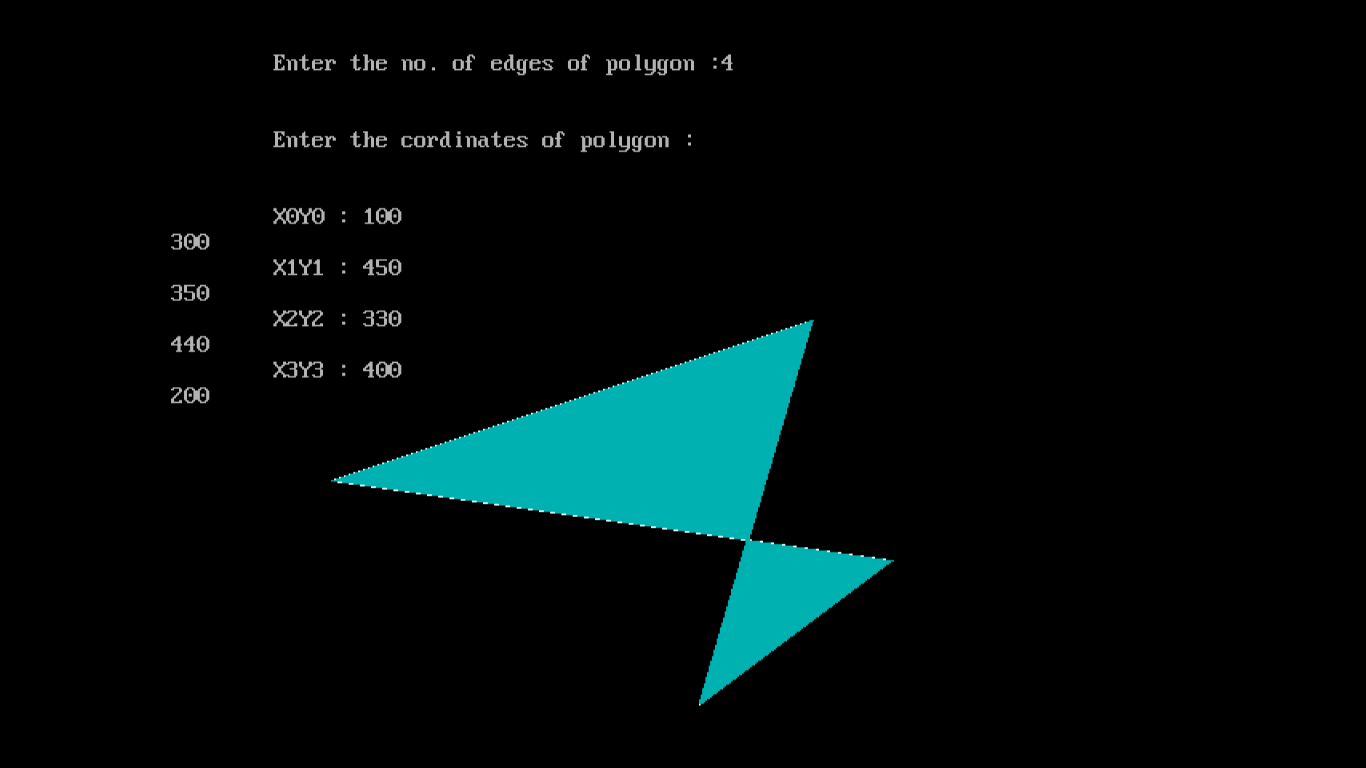 Enter the no. of edges of polygon :4
Enter the cordinates of polygon :
X0Y0 : 100
300
X1Y1 : 450
350
X2Y2 : 330
440
X3Y3 : 400
200